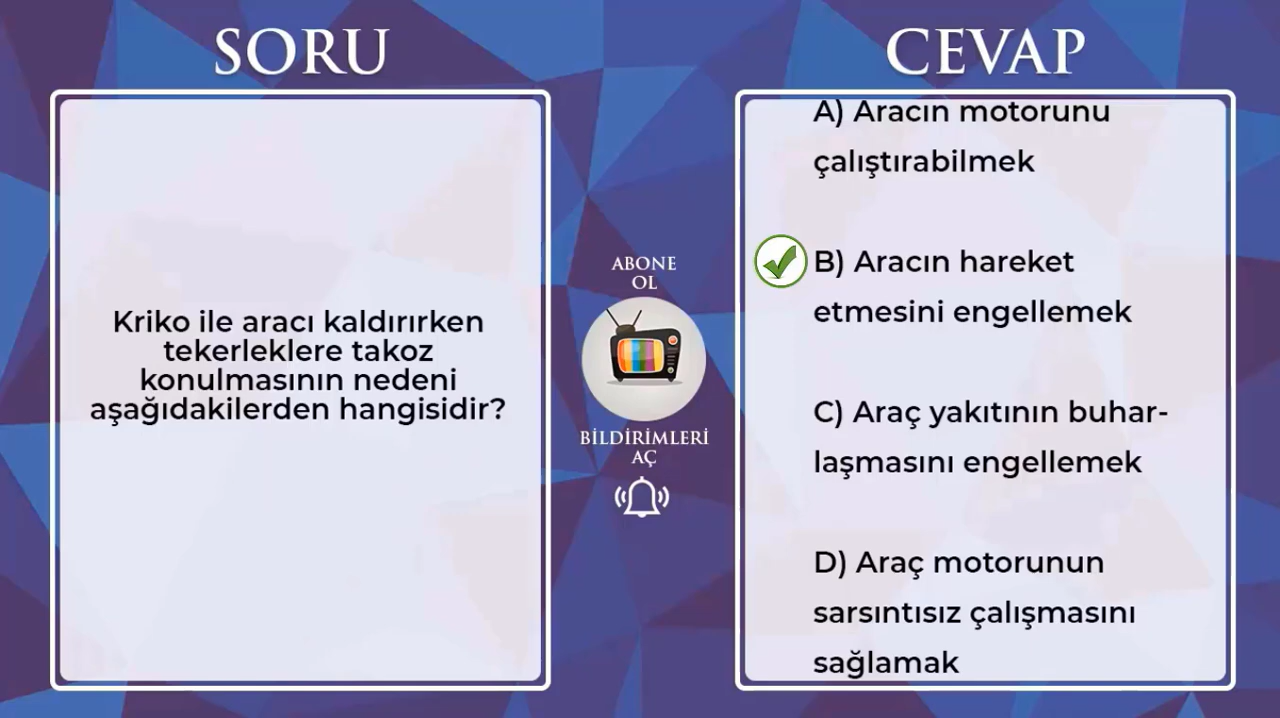 SORU
Kriko ile aracı kaldırırken
tekerleklere takoz
konulmasının nedeni
aşağıdakilerden hangisidir?
ABONE
OL
BİLDİRİMLERİ
AÇ
CEVAP
A) Aracın motorunu
çalıştırabilmek
B) Aracın hareket
etmesini engellemek
C) Araç yakıtının buhar-
laşmasını engellemek
D) Araç motorunun
sarsıntısız çalışmasını
sağlamak